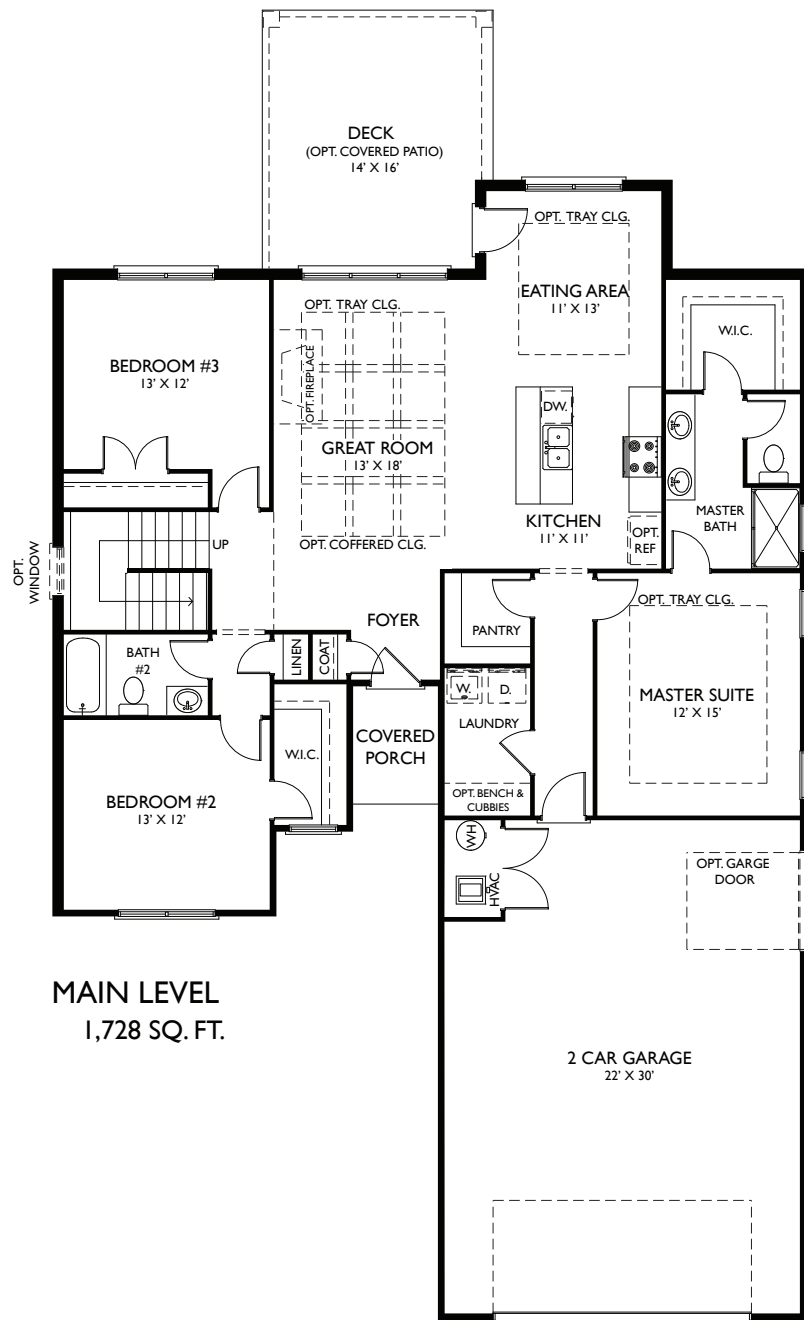 DECK
(OPT. COVERED PATIO)
14' X 16'
OPT. TRAY CLG.
EATING AREA
11' X 13'
OPT. TRAY CLG.
W.I.C.
BEDROOM #3
13' X 12'
OPT. FIREPLACE
DW.
GREAT ROOM
13' X 18'
MASTER
BATH
KITCHEN
11' X 11'
OPT.
REF
OPT. COFFERED CLG.
UP
OPT.
WINDOW
FOYER
PANTRY
OPT. TRAY CLG.
BATH
#2
LINEN
COAT
W.
D.
LAUNDRY
MASTER SUITE
12' X 15'
COVERED
PORCH
W.I.C.
OPT. BENCH &
CUBBIES
BEDROOM #2
13' X 12'
WH
HVAC
OPT. GARGE
DOOR
MAIN LEVEL
1,728 SQ. FT.
2 CAR GARAGE
22' X 30'